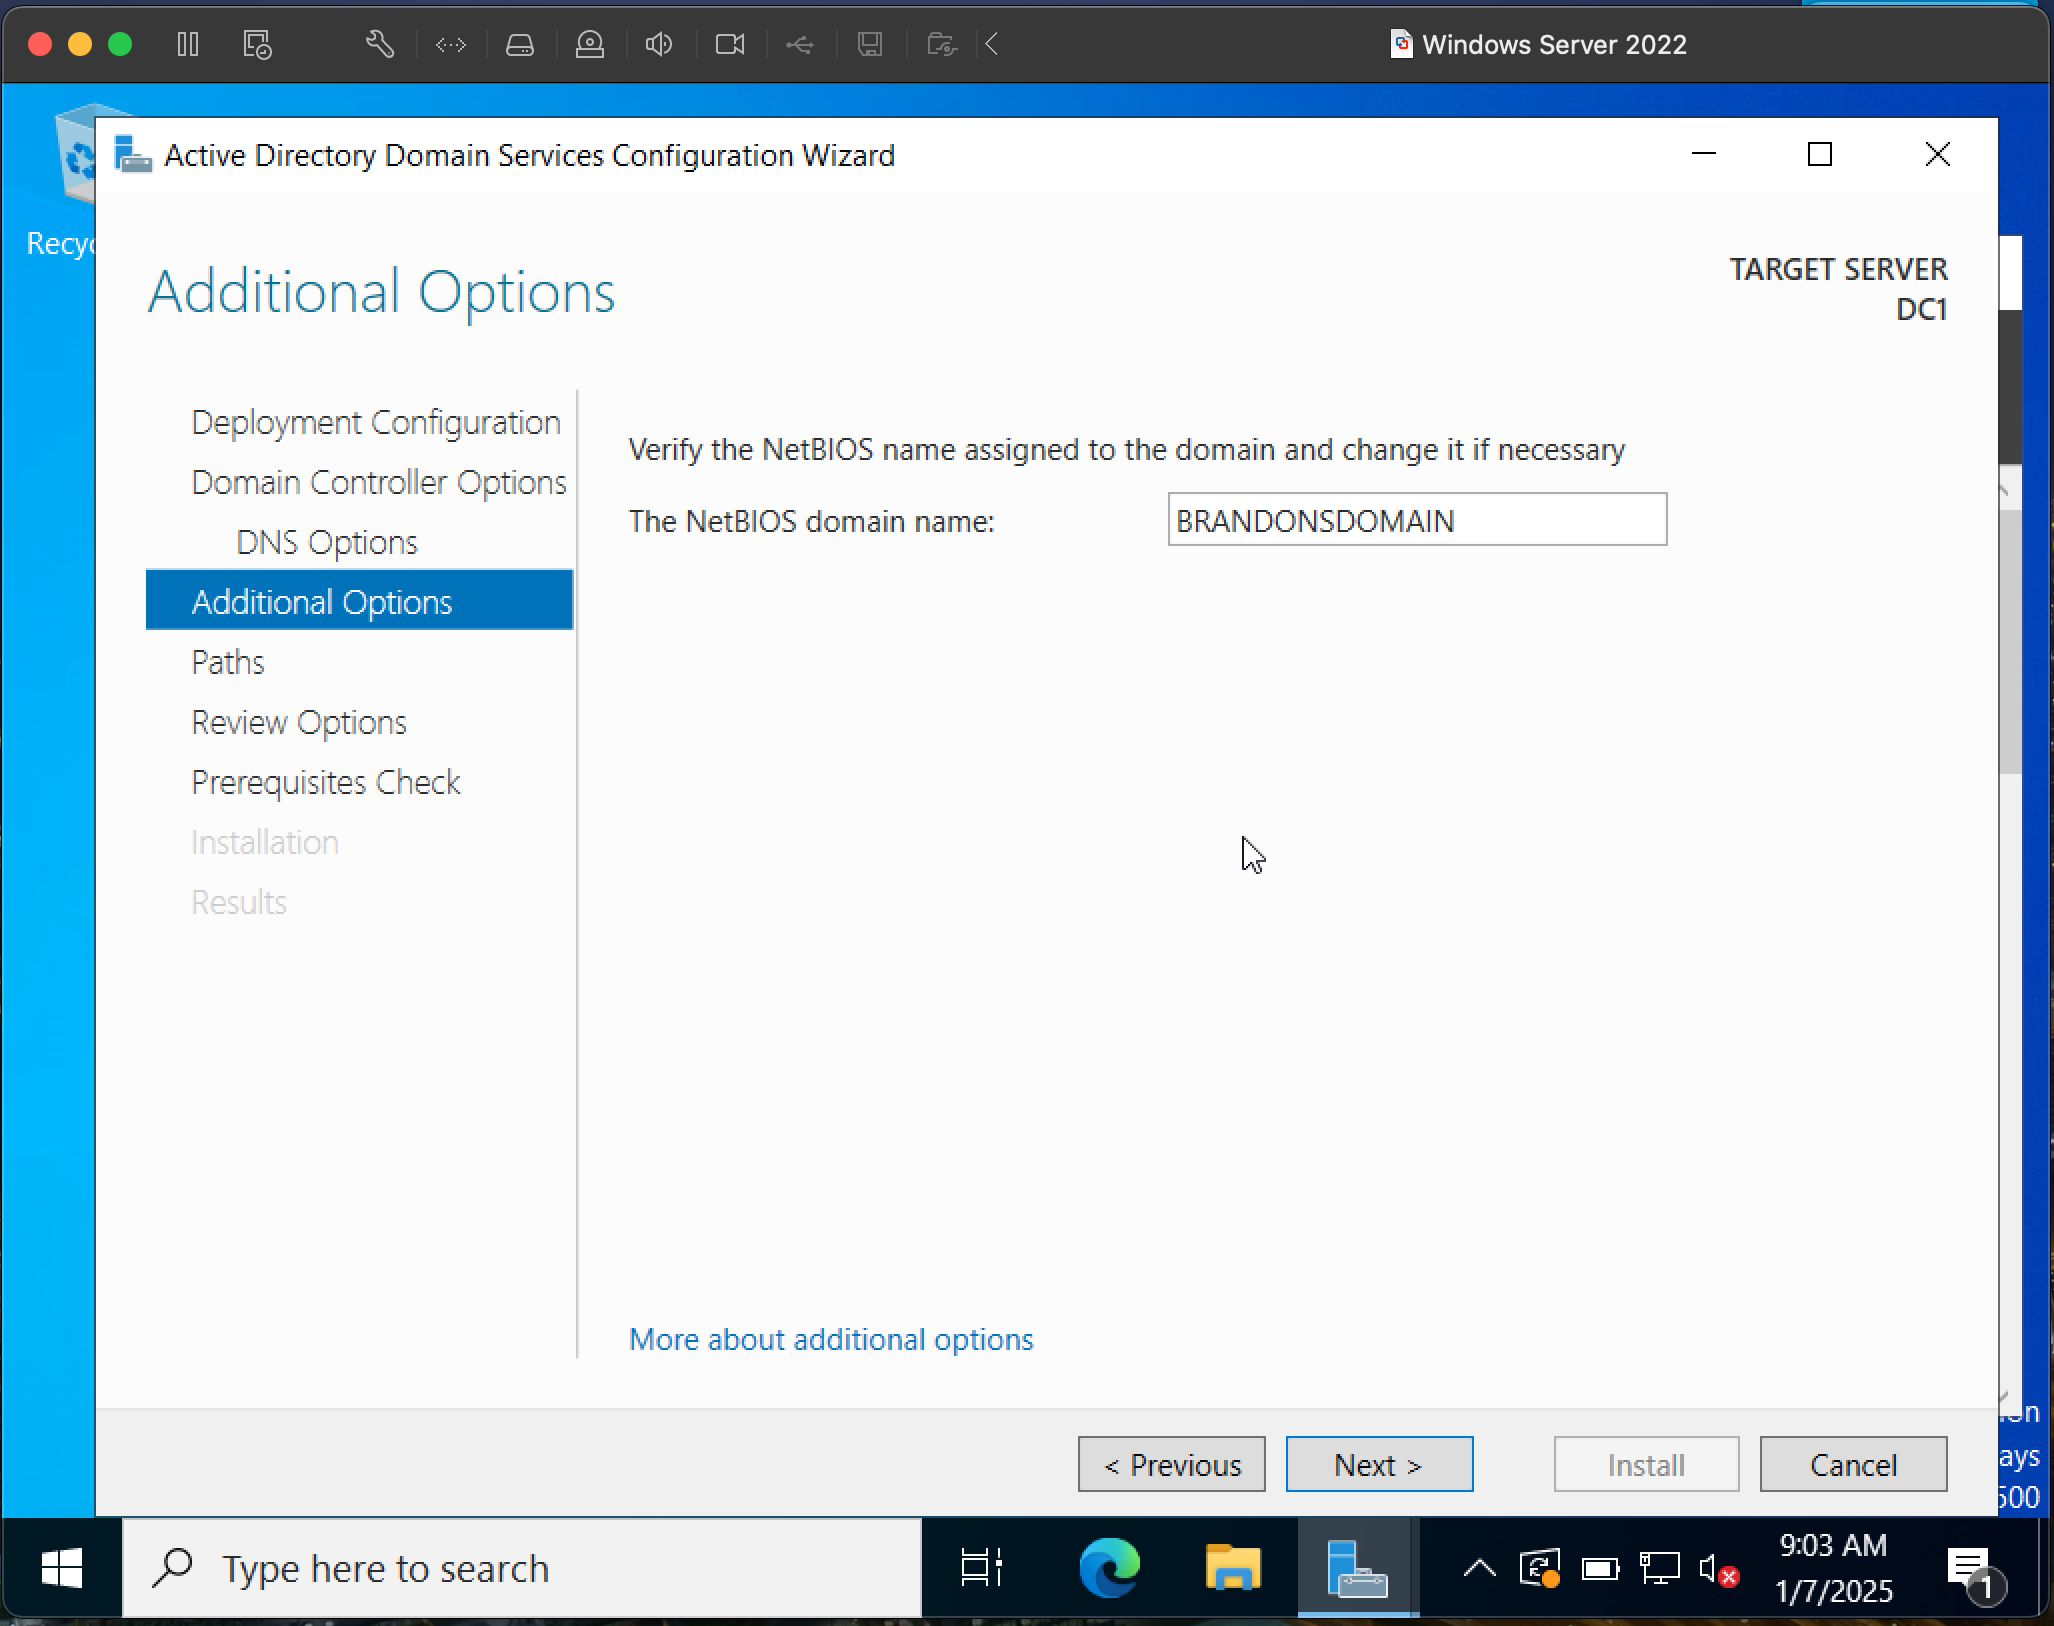 Windows Server 2022
Recyc
Active Directory Domain Services Configuration Wizard
Additional Options
TARGET SERVER
DC1
Deployment Configuration
Domain Controller Options
DNS Options
Additional Options
Paths
Review Options
Prerequisites Check
Installation
Results
Verify the NetBIOS name assigned to the domain and change it if necessary
The NetBIOS domain name: BRANDONSDOMAIN
More about additional options
< Previous Next > Install Cancel
on
ays
500
Type here to search
9:03 AM
1/7/2025
1